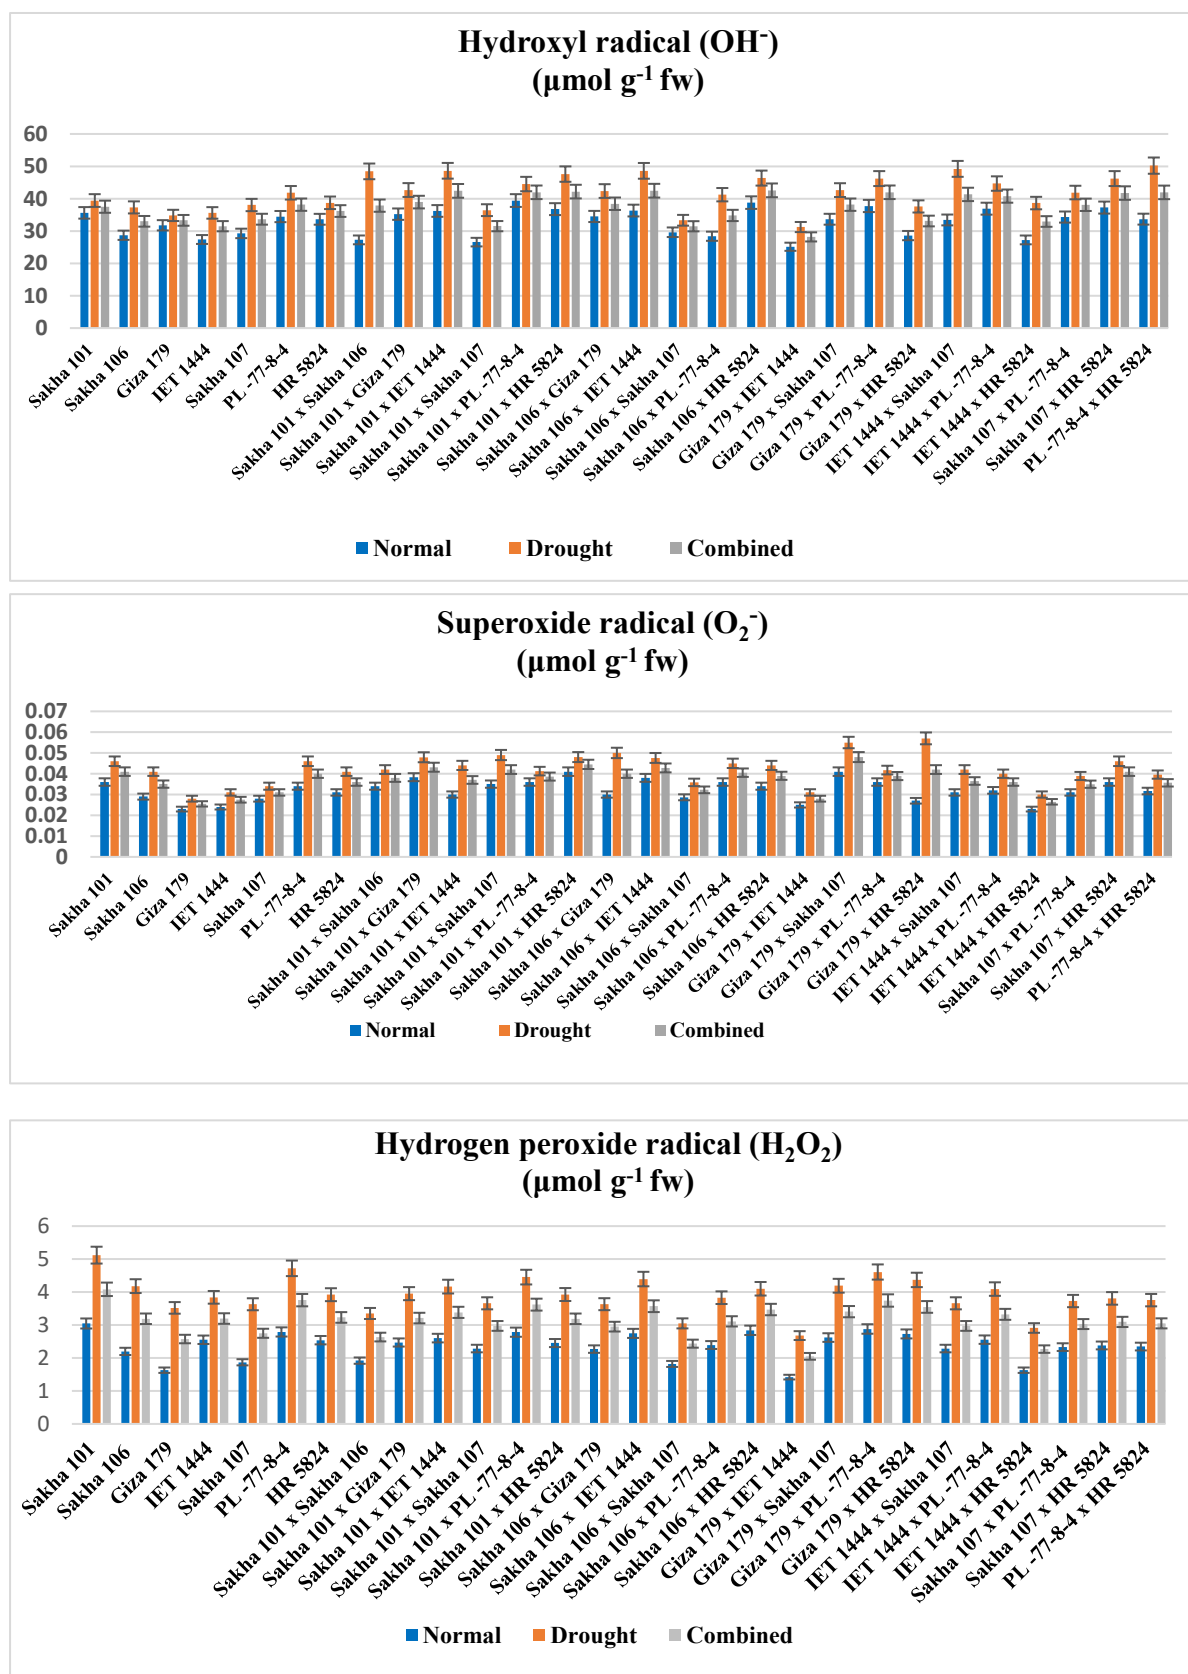 Hydroxyl radical (OH⁻)
(µmol g⁻¹ fw)
60
50
40
30
20
10
0
Sakha 101
Sakha 106
Giza 179
IET 1444
Sakha 107
PL -77-8-4
HR 5824
Sakha 101 x Sakha 106
Sakha 101 x Giza 179
Sakha 101 x IET 1444
Sakha 101 x Sakha 107
Sakha 101 x PL -77-8-4
Sakha 101 x HR 5824
Sakha 106 x Giza 179
Sakha 106 x IET 1444
Sakha 106 x Sakha 107
Sakha 106 x PL -77-8-4
Sakha 106 x HR 5824
Giza 179 x IET 1444
Giza 179 x Sakha 107
Giza 179 x PL -77-8-4
Giza 179 x HR 5824
IET 1444 x Sakha 107
IET 1444 x PL -77-8-4
IET 1444 x HR 5824
Sakha 107 x PL -77-8-4
Sakha 107 x HR 5824
PL -77-8-4 x HR 5824
Normal Drought Combined
Superoxide radical (O₂⁻)
(µmol g⁻¹ fw)
0.07
0.06
0.05
0.04
0.03
0.02
0.01
0
Sakha 101
Sakha 106
Giza 179
IET 1444
Sakha 107
PL -77-8-4
HR 5824
Sakha 101 x Sakha 106
Sakha 101 x Giza 179
Sakha 101 x IET 1444
Sakha 101 x Sakha 107
Sakha 101 x PL -77-8-4
Sakha 101 x HR 5824
Sakha 106 x Giza 179
Sakha 106 x IET 1444
Sakha 106 x Sakha 107
Sakha 106 x PL -77-8-4
Sakha 106 x HR 5824
Giza 179 x IET 1444
Giza 179 x Sakha 107
Giza 179 x PL -77-8-4
Giza 179 x HR 5824
IET 1444 x Sakha 107
IET 1444 x PL -77-8-4
IET 1444 x HR 5824
Sakha 107 x PL -77-8-4
Sakha 107 x HR 5824
PL -77-8-4 x HR 5824
Normal Drought Combined
Hydrogen peroxide radical (H₂O₂)
(µmol g⁻¹ fw)
6
5
4
3
2
1
0
Sakha 101
Sakha 106
Giza 179
IET 1444
Sakha 107
PL -77-8-4
HR 5824
Sakha 101 x Sakha 106
Sakha 101 x Giza 179
Sakha 101 x IET 1444
Sakha 101 x Sakha 107
Sakha 101 x PL -77-8-4
Sakha 101 x HR 5824
Sakha 106 x Giza 179
Sakha 106 x IET 1444
Sakha 106 x Sakha 107
Sakha 106 x PL -77-8-4
Sakha 106 x HR 5824
Giza 179 x IET 1444
Giza 179 x Sakha 107
Giza 179 x PL -77-8-4
Giza 179 x HR 5824
IET 1444 x Sakha 107
IET 1444 x PL -77-8-4
IET 1444 x HR 5824
Sakha 107 x PL -77-8-4
Sakha 107 x HR 5824
PL -77-8-4 x HR 5824
Normal Drought Combined